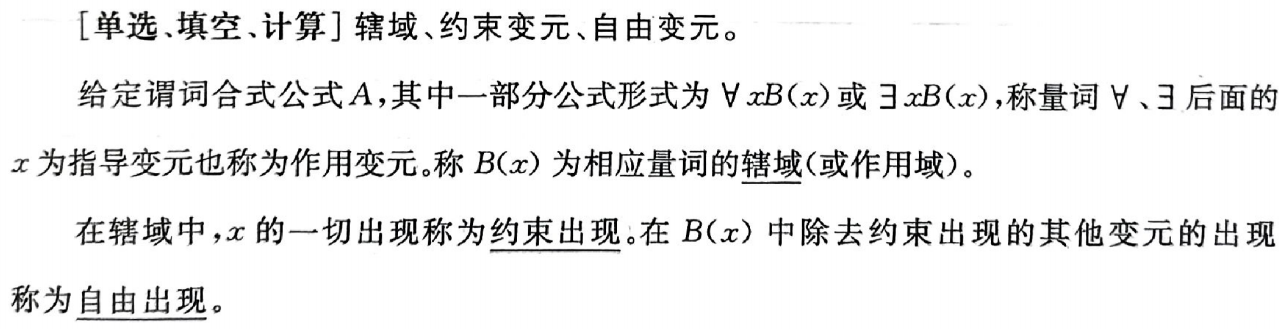 [单选、填空、计算] 辖域、约束变元、自由变元。
给定谓词合式公式A,其中一部分公式形式为 ∀xB(x)或 ∃xB(x),称量词 ∀、∃后面的
x为指导变元也称为作用变元。称 B(x) 为相应量词的辖域(或作用域)。
在辖域中,x的一切出现称为约束出现。在 B(x) 中除去约束出现的其他变元的出现
称为自由出现。